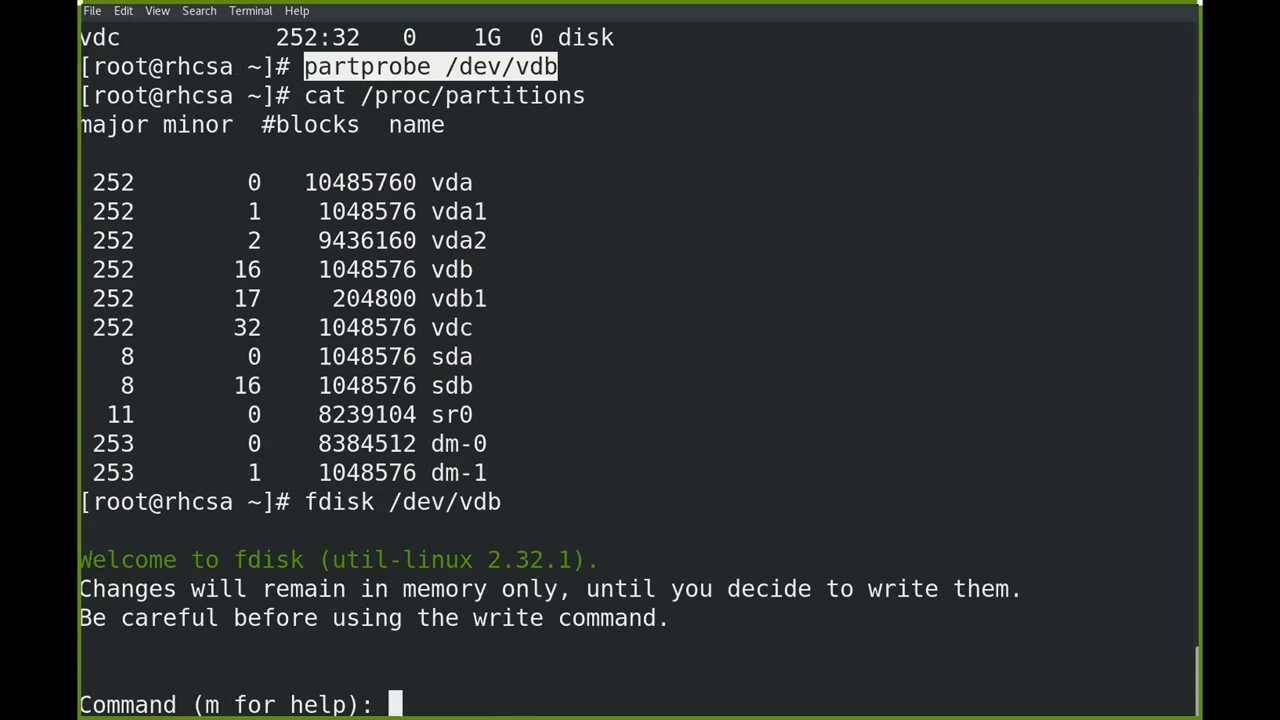 File Edit View Search Terminal Help
vdc 252:32 0 1G 0 disk
[root@rhcsa ~]# partprobe /dev/vdb
[root@rhcsa ~]# cat /proc/partitions
major minor #blocks name
252 0 10485760 vda
252 1 1048576 vda1
252 2 9436160 vda2
252 16 1048576 vdb
252 17 204800 vdb1
252 32 1048576 vdc
8 0 1048576 sda
8 16 1048576 sdb
11 0 8239104 sr0
253 0 8384512 dm-0
253 1 1048576 dm-1
[root@rhcsa ~]# fdisk /dev/vdb
Welcome to fdisk (util-linux 2.32.1).
Changes will remain in memory only, until you decide to write them.
Be careful before using the write command.
Command (m for help):